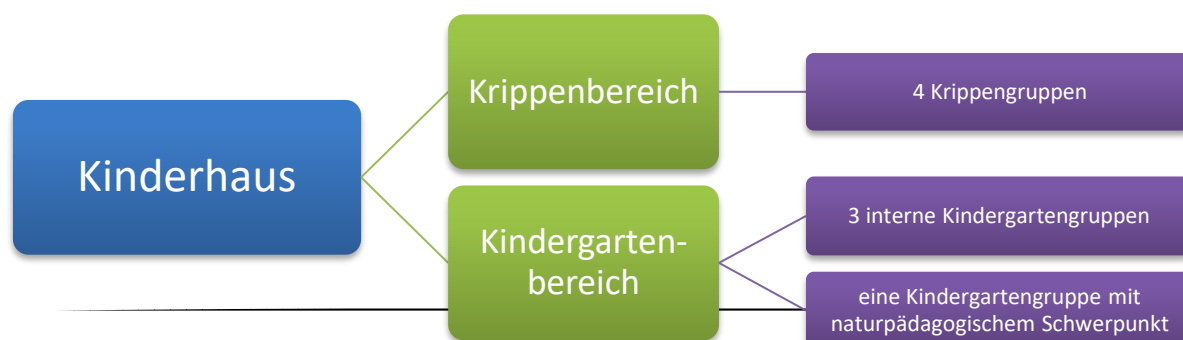 Kinderhaus
Krippenbereich
4 Krippengruppen
Kindergarten-
bereich
3 interne Kindergartengruppen
eine Kindergartengruppe mit
naturpädagogischem Schwerpunkt